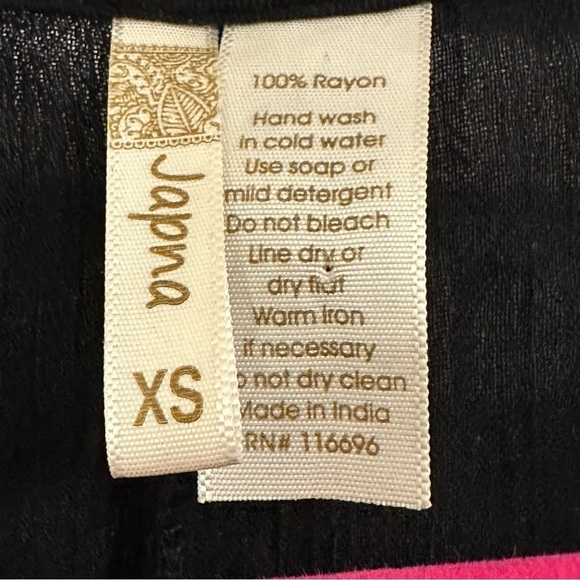 Japna
XS
100% Rayon
Hand wash
in cold water
Use soap or
mild detergent
Do not bleach
Line dry or
dry flat
Warm Iron
if necessary
Do not dry clean
Made in India
RN# 116696